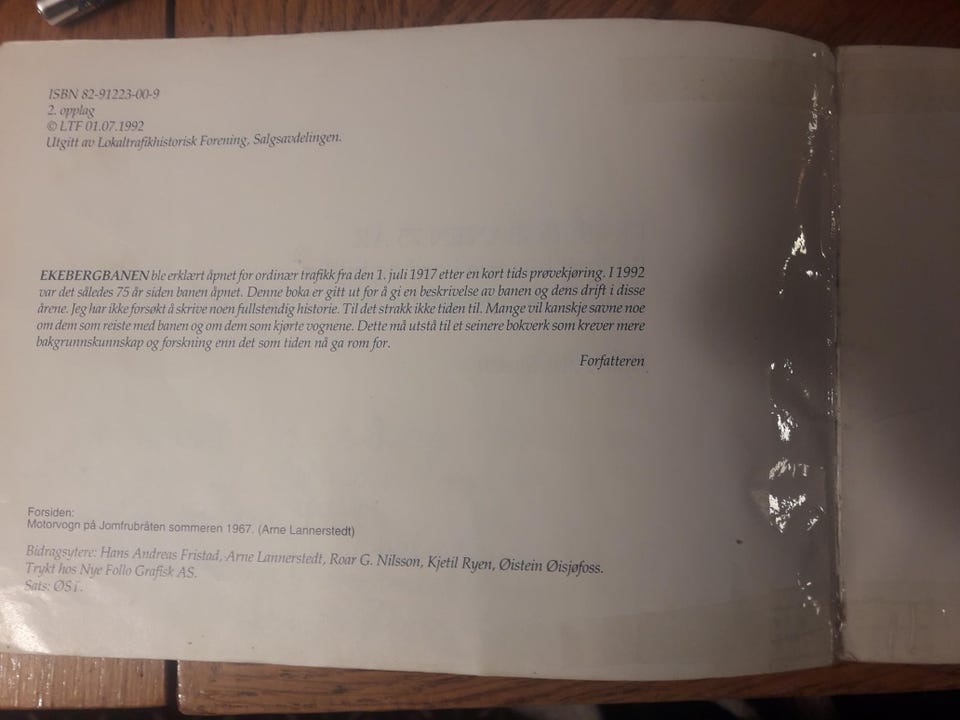 ISBN 82-91223-00-9
2. opplag
© LTF 01.07.1992
Utgitt av Lokaltrafikhistorisk Forening, Salgsavdelingen.
EKEBERGBANEN ble erklært åpnet for ordinær trafikk fra den 1. juli 1917 etter en kort tids prøvekjøring. I 1992
var det således 75 år siden banen åpnet. Denne boka er gitt ut for å gi en beskrivelse av banen og dens drift i disse
årene. Jeg har ikke forsøkt å skrive noen fullstendig historie. Til det strakk ikke tiden til. Mange vil kanskje savne noe
om dem som reiste med banen og om dem som kjørte vognene. Dette må utstå til et seinere bokverk som krever mere
bakgrunnskunnskap og forskning enn det som tiden nå ga rom for.
Forfatteren
Forsiden:
Motorvogn på Jomfrubråten sommeren 1967. (Arne Lannerstedt)
Bidragsytere: Hans Andreas Fristad, Arne Lannerstedt, Roar G. Nilsson, Kjetil Ryen, Øistein Øisjøfoss.
Trykt hos Nye Follo Grafisk AS.
Sats: ØST.